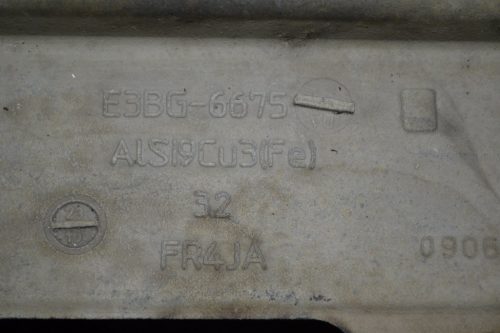 E3BG-6675
AlSi9Cu3(Fe)
32
FR4JA
0906